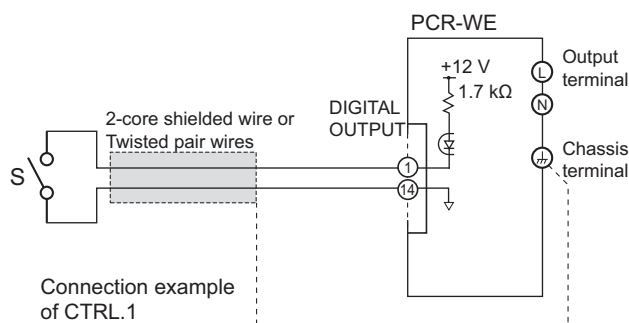 PCR-WE
+12 V
1.7 kΩ
L
Output
terminal
N
DIGITAL
OUTPUT
2-core shielded wire or
Twisted pair wires
Chassis
terminal
S
1
14
Connection example
of CTRL.1